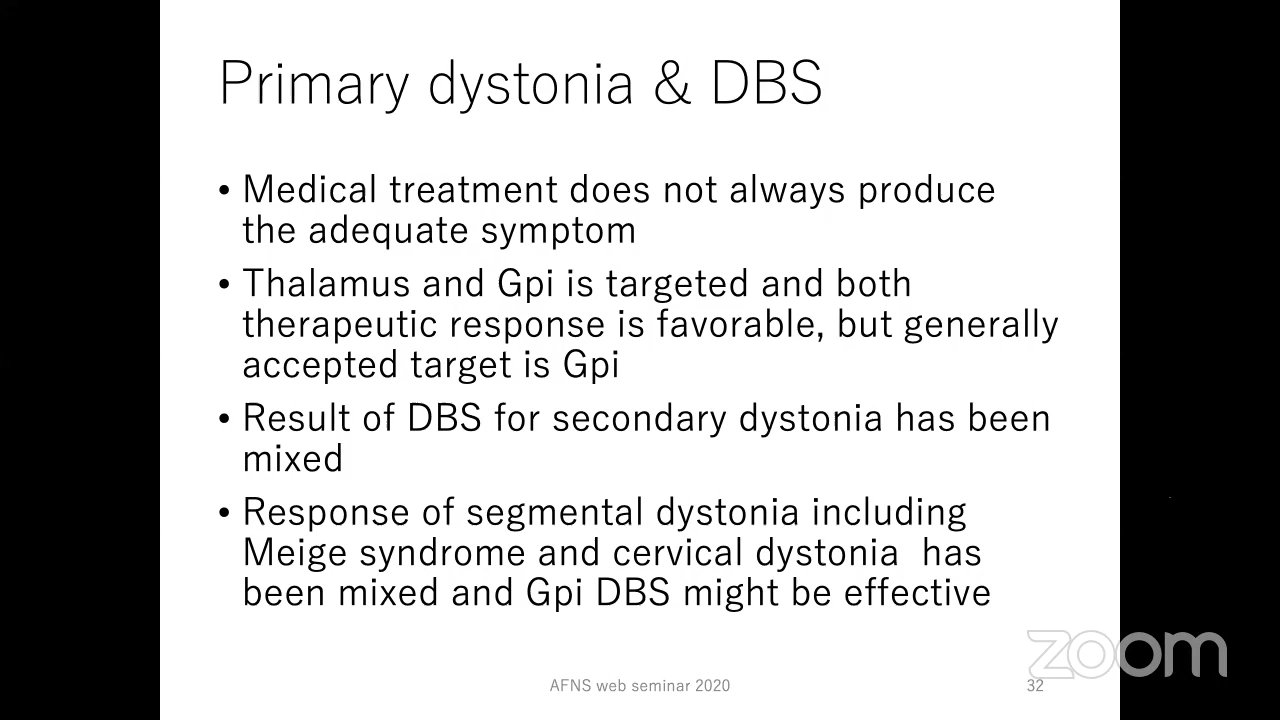 Primary dystonia & DBS
• Medical treatment does not always produce
the adequate symptom
• Thalamus and Gpi is targeted and both
therapeutic response is favorable, but generally
accepted target is Gpi
• Result of DBS for secondary dystonia has been
mixed
• Response of segmental dystonia including
Meige syndrome and cervical dystonia  has
been mixed and Gpi DBS might be effective
zoom
AFNS web seminar 2020
32